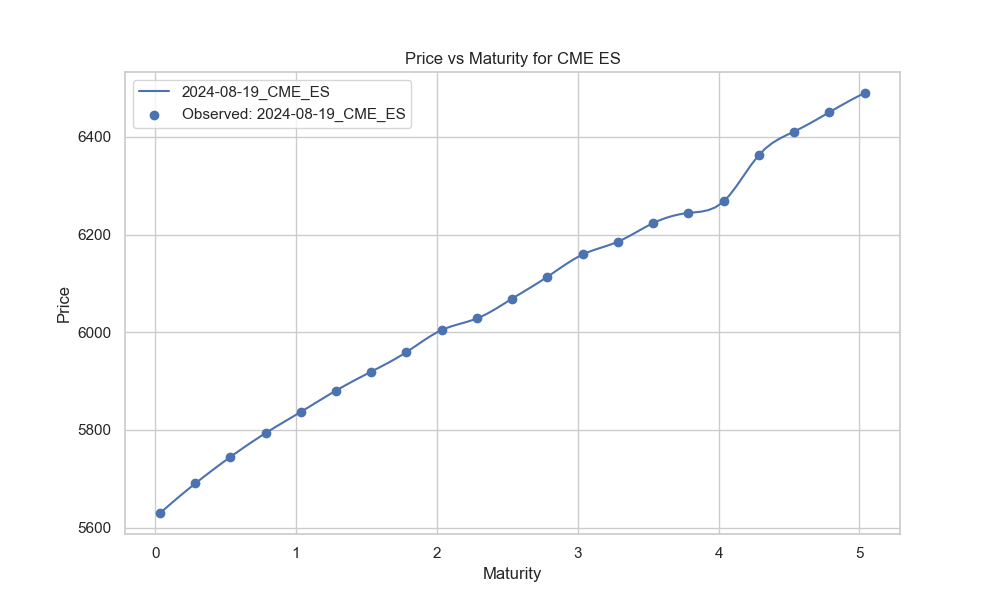 Price vs Maturity for CME ES
2024-08-19_CME_ES
Observed: 2024-08-19_CME_ES
6400
6200
6000
5800
5600
Price
0 1 2 3 4 5
Maturity